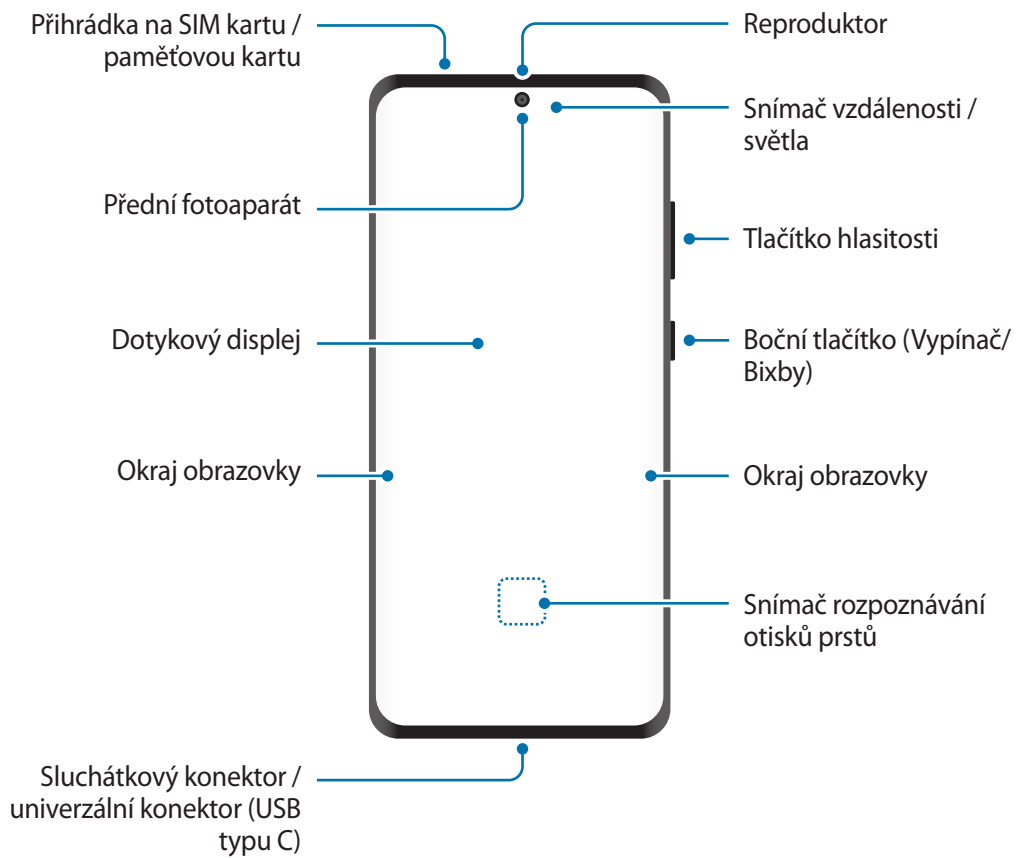 Přihrádka na SIM kartu /
paměťovou kartu
Reproduktor
Snímač vzdálenosti /
světla
Přední fotoaparát
Tlačítko hlasitosti
Dotykový displej
Boční tlačítko (Vypínač/
Bixby)
Okraj obrazovky
Okraj obrazovky
Snímač rozpoznávání
otisků prstů
Sluchátkový konektor /
univerzální konektor (USB
typu C)